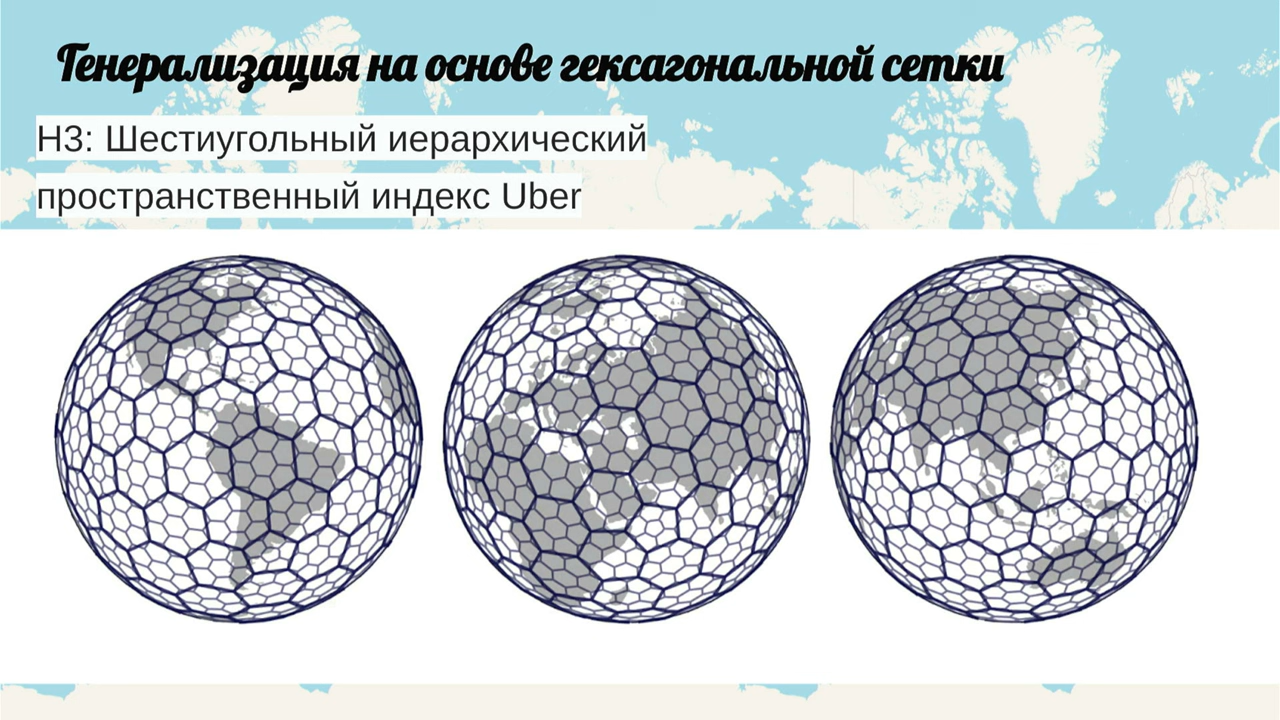 Генерализация на основе гексагональной сетки
H3: Шестиугольный иерархический
пространственный индекс Uber